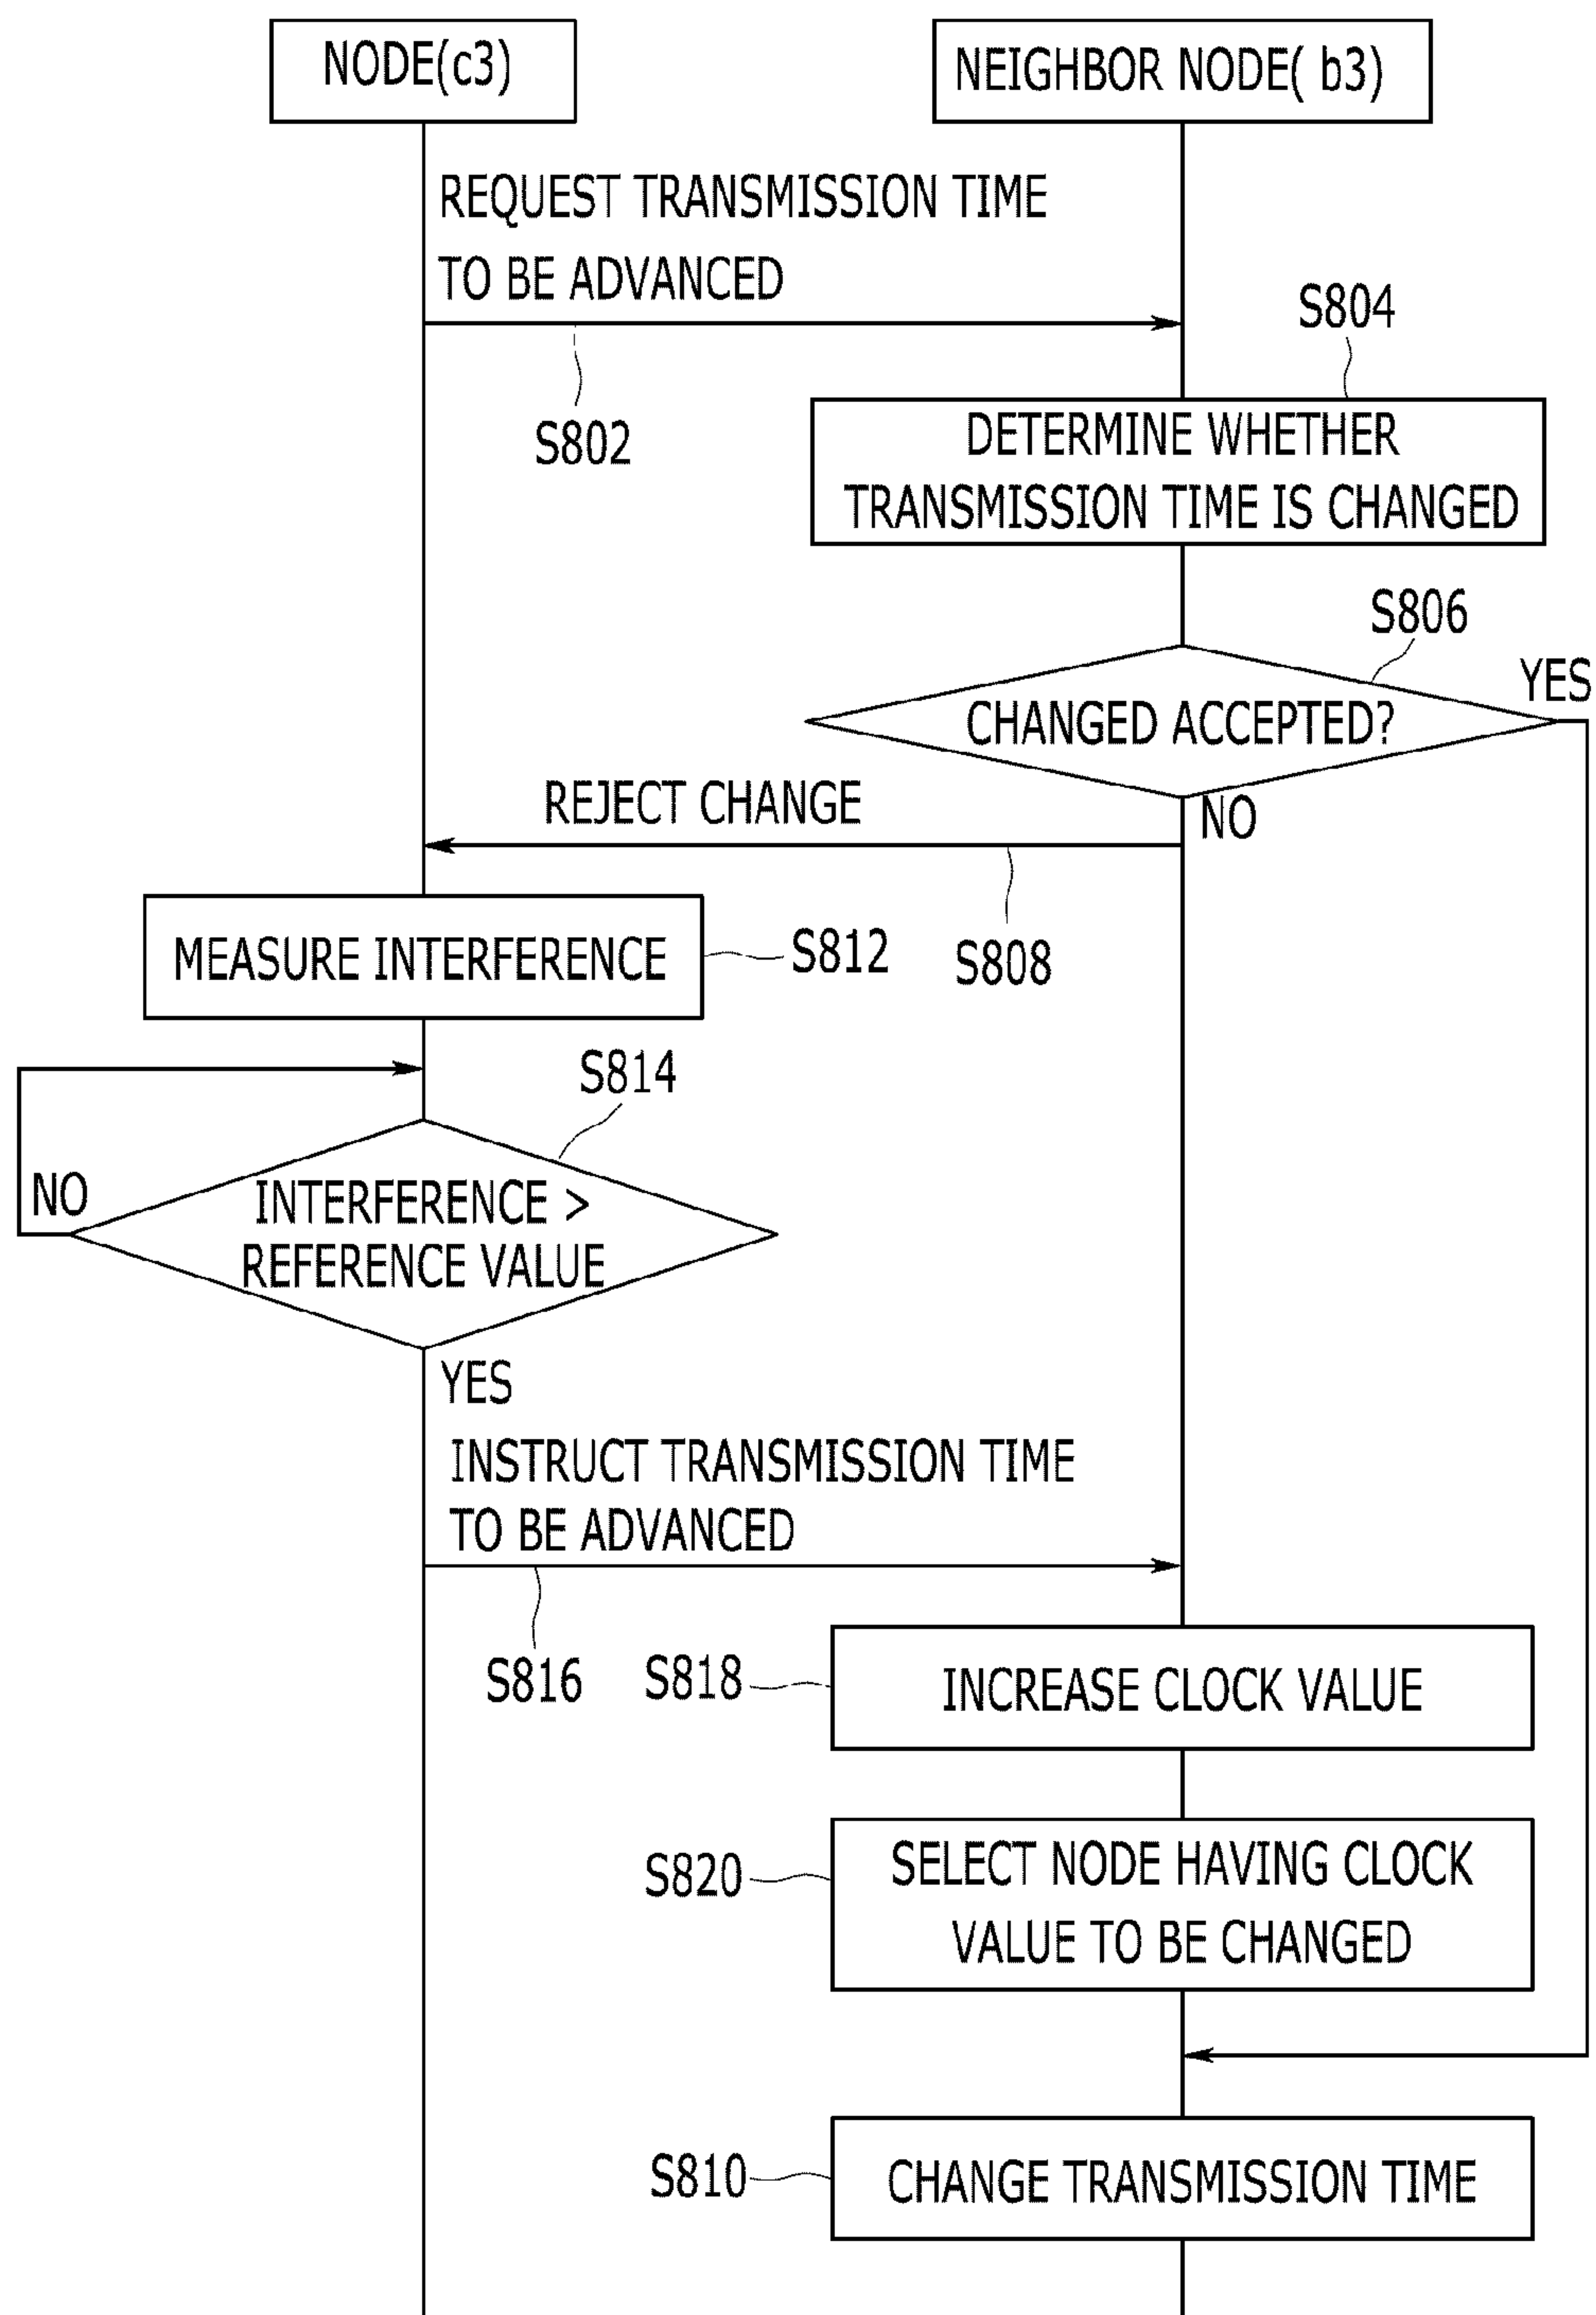 NODE(c3)
NEIGHBOR NODE( b3)
REQUEST TRANSMISSION TIME
TO BE ADVANCED
S802
S804
DETERMINE WHETHER
TRANSMISSION TIME IS CHANGED
S806
YES
CHANGED ACCEPTED?
NO
REJECT CHANGE
S808
MEASURE INTERFERENCE
S812
S814
NO
INTERFERENCE >
REFERENCE VALUE
YES
INSTRUCT TRANSMISSION TIME
TO BE ADVANCED
S816
S818
INCREASE CLOCK VALUE
S820
SELECT NODE HAVING CLOCK
VALUE TO BE CHANGED
S810
CHANGE TRANSMISSION TIME